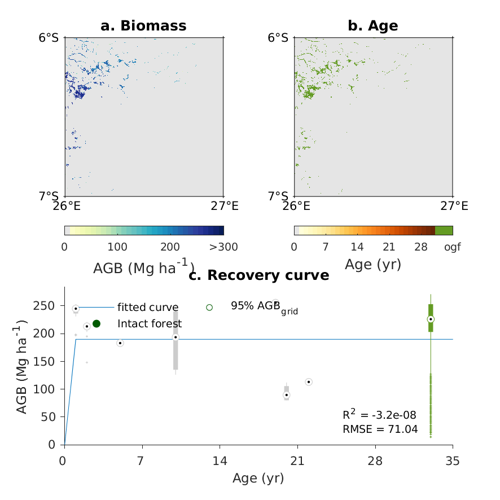 a. Biomass
b. Age
6°S
6°S
7°S
7°S
26°E
27°E
26°E
27°E
0 100 200 >300
0 7 14 21 28 ogf
AGB (Mg ha-1)
Age (yr)
c. Recovery curve
fitted curve
95% AGBgrid
Intact forest
250
200
150
100
50
0
AGB (Mg ha-1)
R2 = -3.2e-08
RMSE = 71.04
0 7 14 21 28 35
Age (yr)